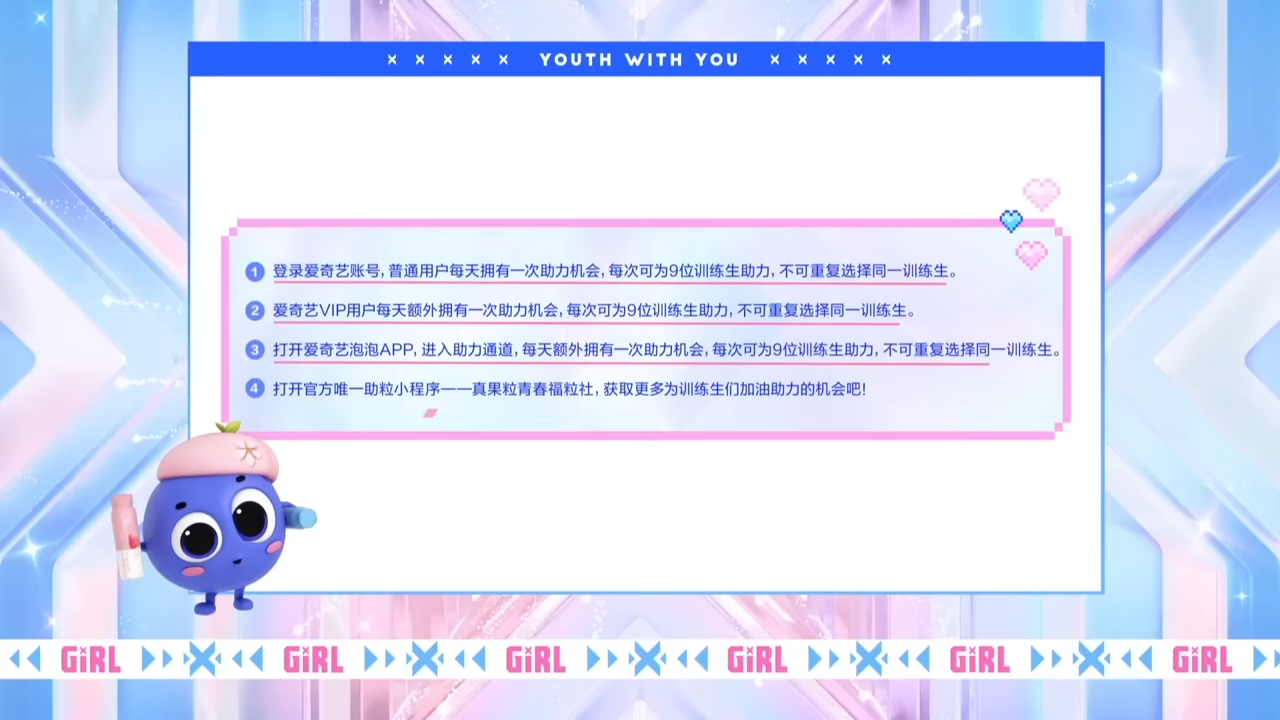 × × × × × YOUTH WITH YOU × × × × ×
1 登录爱奇艺账号,普通用户每天拥有一次助力机会,每次可为9位训练生助力,不可重复选择同一训练生。
2 爱奇艺VIP用户每天额外拥有一次助力机会,每次可为9位训练生助力,不可重复选择同一训练生。
3 打开爱奇艺泡泡APP,进入助力通道,每天额外拥有一次助力机会,每次可为9位训练生助力,不可重复选择同一训练生。
4 打开官方唯一助粒小程序——真果粒青春福粒社,获取更多为训练生们加油助力的机会吧!
GiRL GiRL GiRL GiRL GiRL GiRL